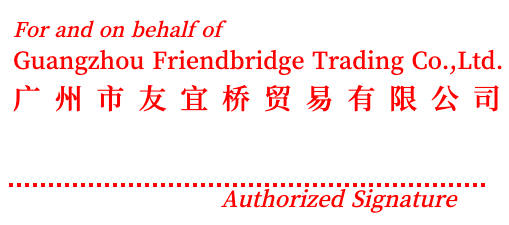 For and on behalf of
Guangzhou Friendbridge Trading Co.,Ltd.
广州市友宜桥贸易有限公司
Authorized Signature